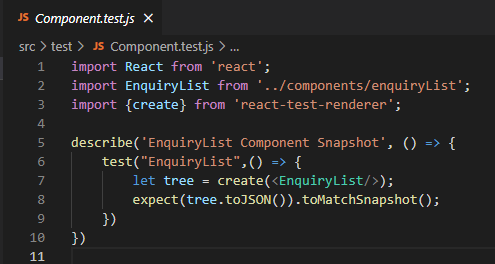 JS Component.test.js ×
src > test > JS Component.test.js > ...
1 import React from 'react';
2 import EnquiryList from '../components/enquiryList';
3 import {create} from 'react-test-renderer';
4
5 describe('EnquiryList Component Snapshot', () => {
6 test("EnquiryList",() => {
7 let tree = create(<EnquiryList/>);
8 expect(tree.toJSON()).toMatchSnapshot();
9 })
10 })
11